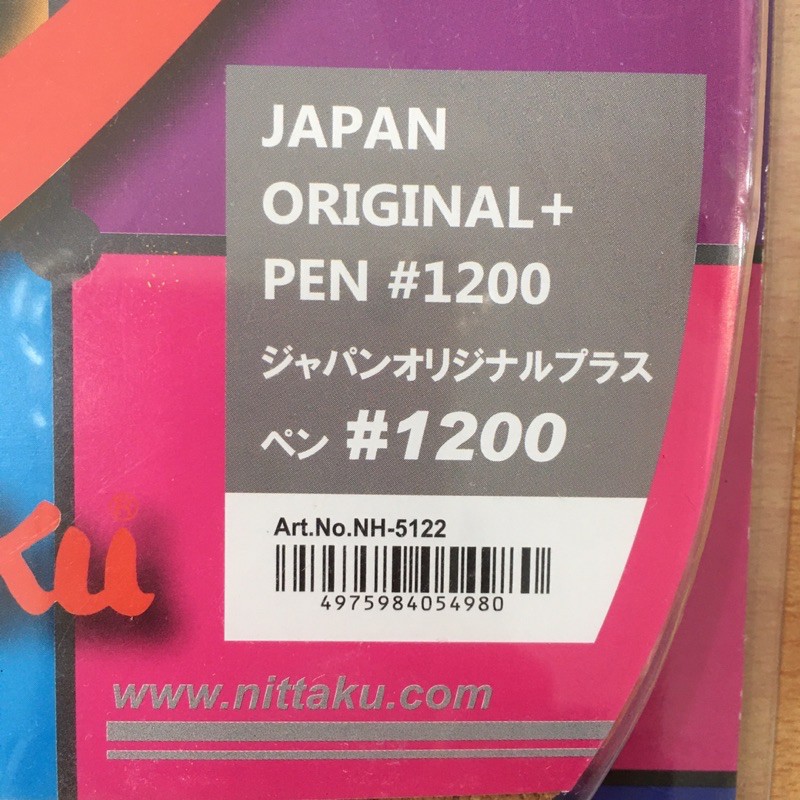 JAPAN
ORIGINAL+
PEN #1200
ジャパンオリジナルプラス
ペン #1200
Art.No.NH-5122
4975984054980
ku®
www.nittaku.com